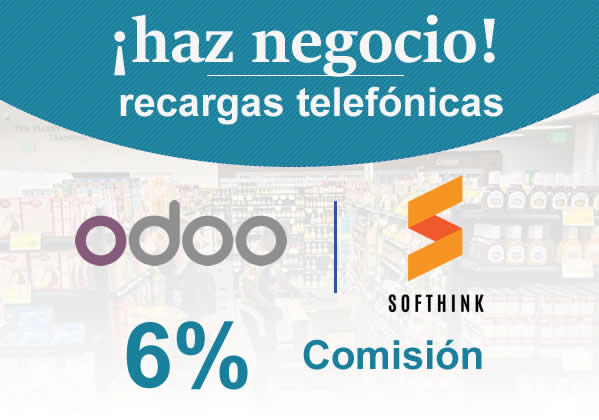 ¡haz negocio!
recargas telefónicas
odoo
SOFTHINK
6% Comisión